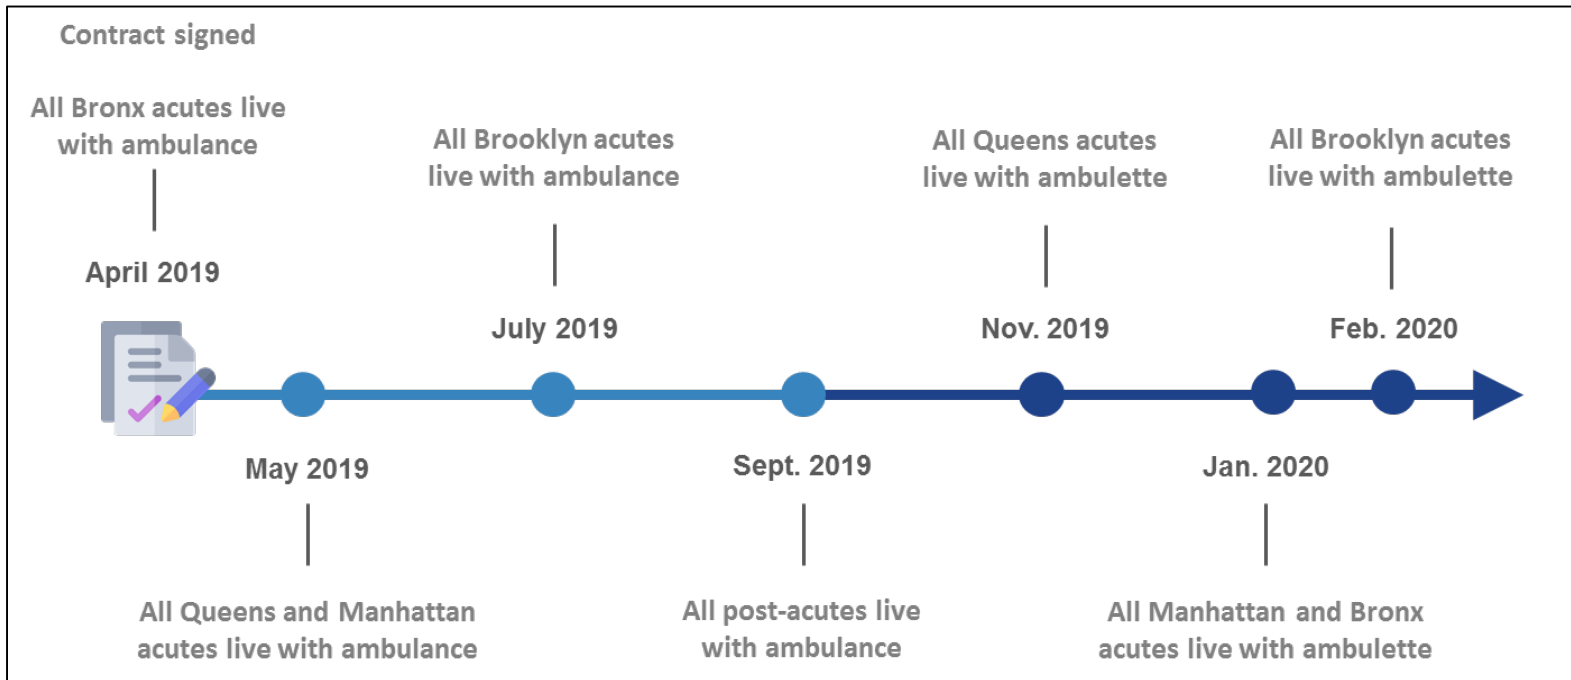 Contract signed
All Bronx acutes live
with ambulance
April 2019
All Queens and Manhattan
acutes live with ambulance
May 2019
All Brooklyn acutes
live with ambulance
July 2019
Sept. 2019
All post-acutes live
with ambulance
All Queens acutes
live with ambulette
Nov. 2019
Jan. 2020
All Manhattan and Bronx
acutes live with ambulette
All Brooklyn acutes
live with ambulette
Feb. 2020